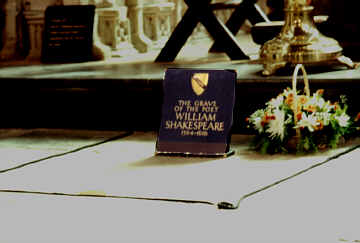 THE GRAVE
OF THE POET
WILLIAM
SHAKESPEARE
1564-1616